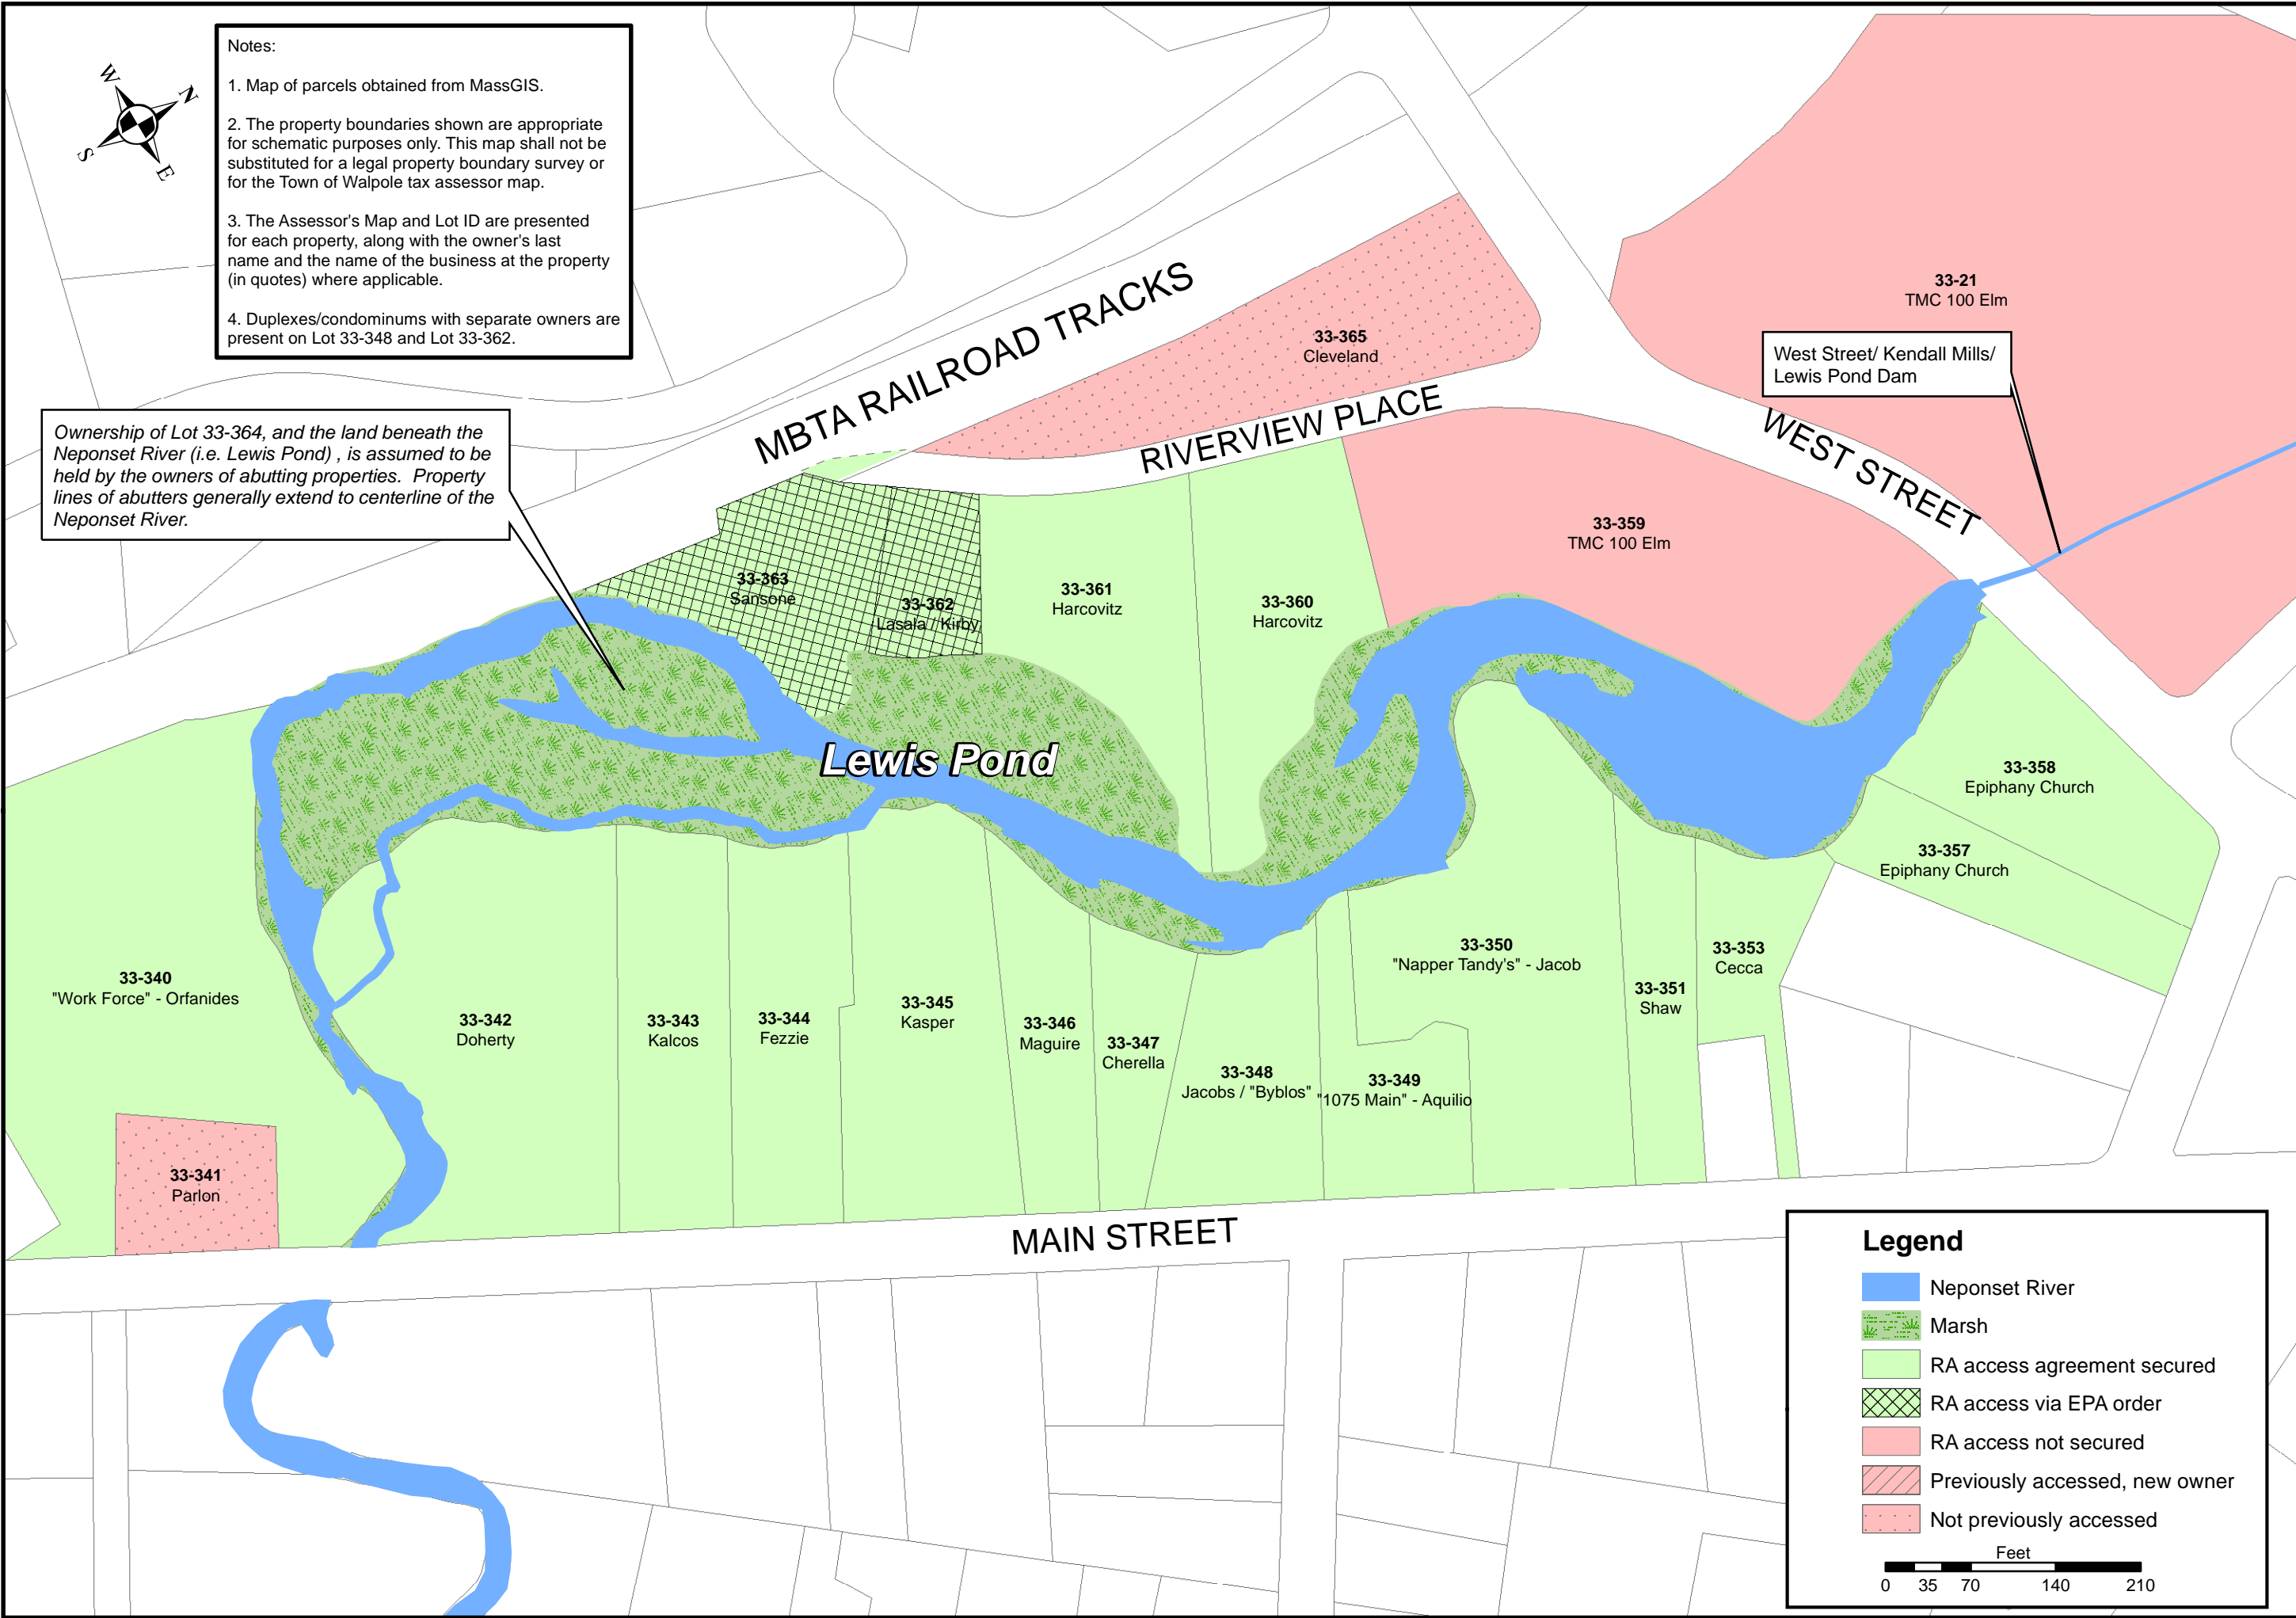 Notes:
1. Map of parcels obtained from MassGIS.
2. The property boundaries shown are appropriate
for schematic purposes only. This map shall not be
substituted for a legal property boundary survey or
for the Town of Walpole tax assessor map.
3. The Assessor's Map and Lot ID are presented
for each property, along with the owner's last
name and the name of the business at the property
(in quotes) where applicable.
4. Duplexes/condominums with separate owners are
present on Lot 33-348 and Lot 33-362.
W
N
S
E
33-21
TMC 100 Elm
West Street/ Kendall Mills/
Lewis Pond Dam
MBTA RAILROAD TRACKS
33-365
Cleveland
RIVERVIEW PLACE
WEST STREET
Ownership of Lot 33-364, and the land beneath the
Neponset River (i.e. Lewis Pond) , is assumed to be
held by the owners of abutting properties. Property
lines of abutters generally extend to centerline of the
Neponset River.
33-359
TMC 100 Elm
33-363
Sansone
33-362
Lasala / Kirby
33-361
Harcovitz
33-360
Harcovitz
Lewis Pond
33-358
Epiphany Church
33-357
Epiphany Church
33-340
"Work Force" - Orfanides
33-342
Doherty
33-343
Kalcos
33-344
Fezzie
33-345
Kasper
33-346
Maguire
33-347
Cherella
33-348
Jacobs / "Byblos"
33-349
"1075 Main" - Aquilio
33-350
"Napper Tandy's" - Jacob
33-351
Shaw
33-353
Cecca
33-341
Parlon
MAIN STREET
Legend
Neponset River
Marsh
RA access agreement secured
RA access via EPA order
RA access not secured
Previously accessed, new owner
Not previously accessed
Feet
0 35 70 140 210